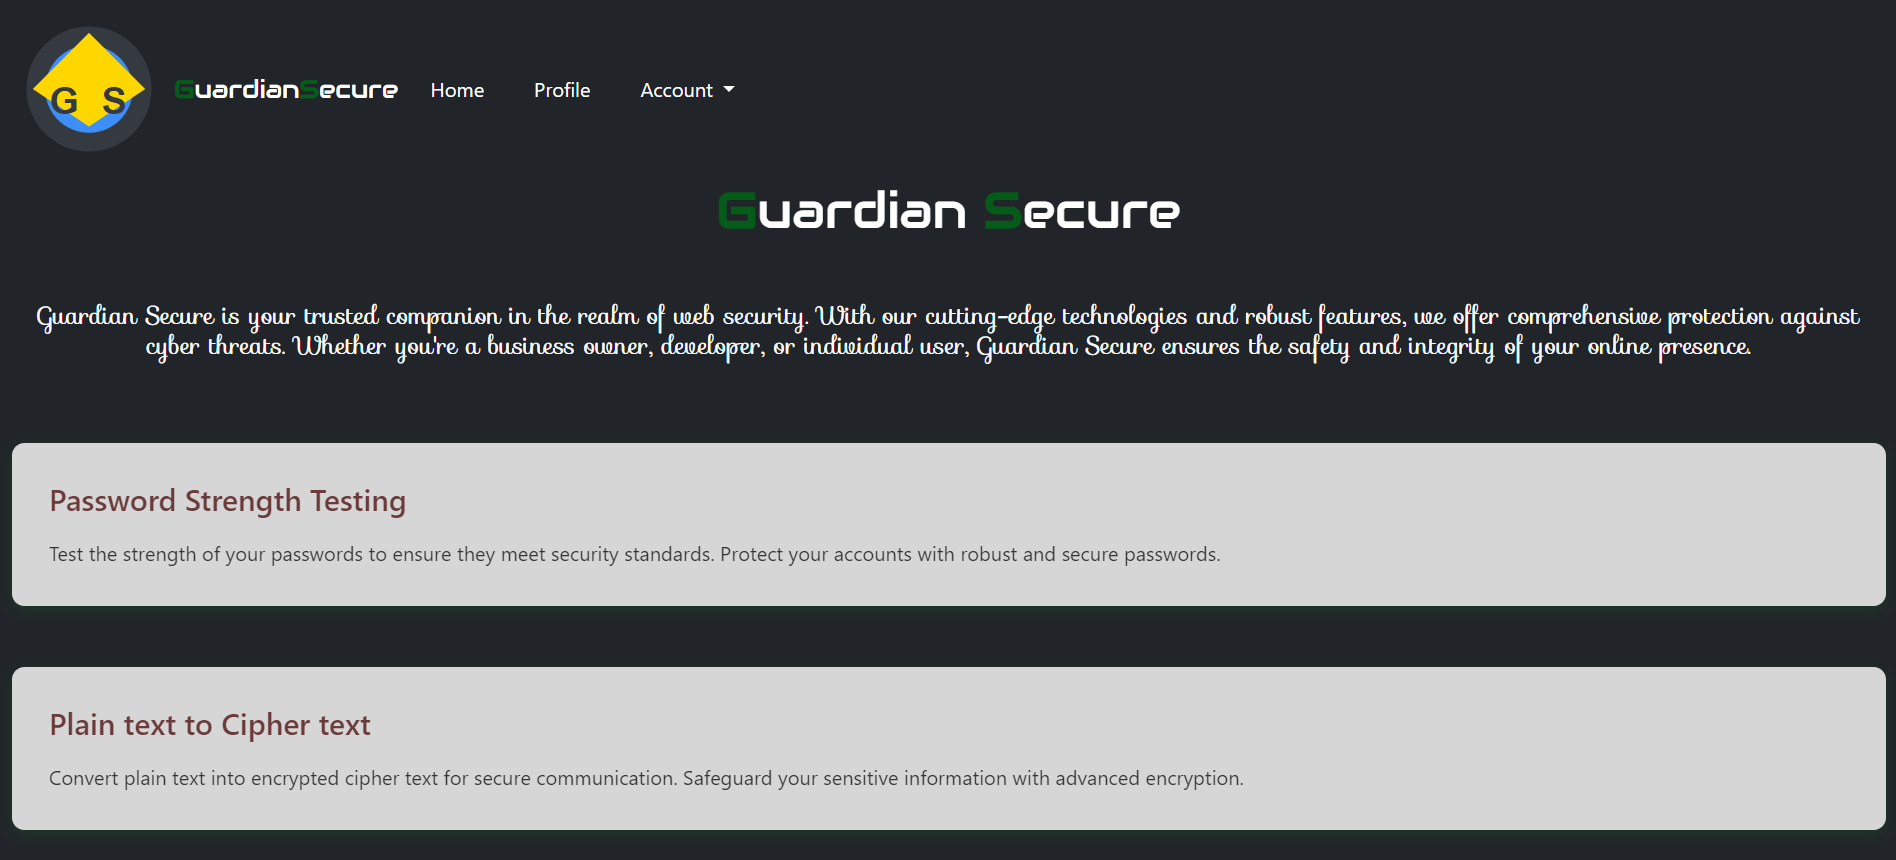 G S
GuardianSecure Home Profile Account
Guardian Secure
Guardian Secure is your trusted companion in the realm of web security. With our cutting-edge technologies and robust features, we offer comprehensive protection against
cyber threats. Whether you're a business owner, developer, or individual user, Guardian Secure ensures the safety and integrity of your online presence.
Password Strength Testing
Test the strength of your passwords to ensure they meet security standards. Protect your accounts with robust and secure passwords.
Plain text to Cipher text
Convert plain text into encrypted cipher text for secure communication. Safeguard your sensitive information with advanced encryption.